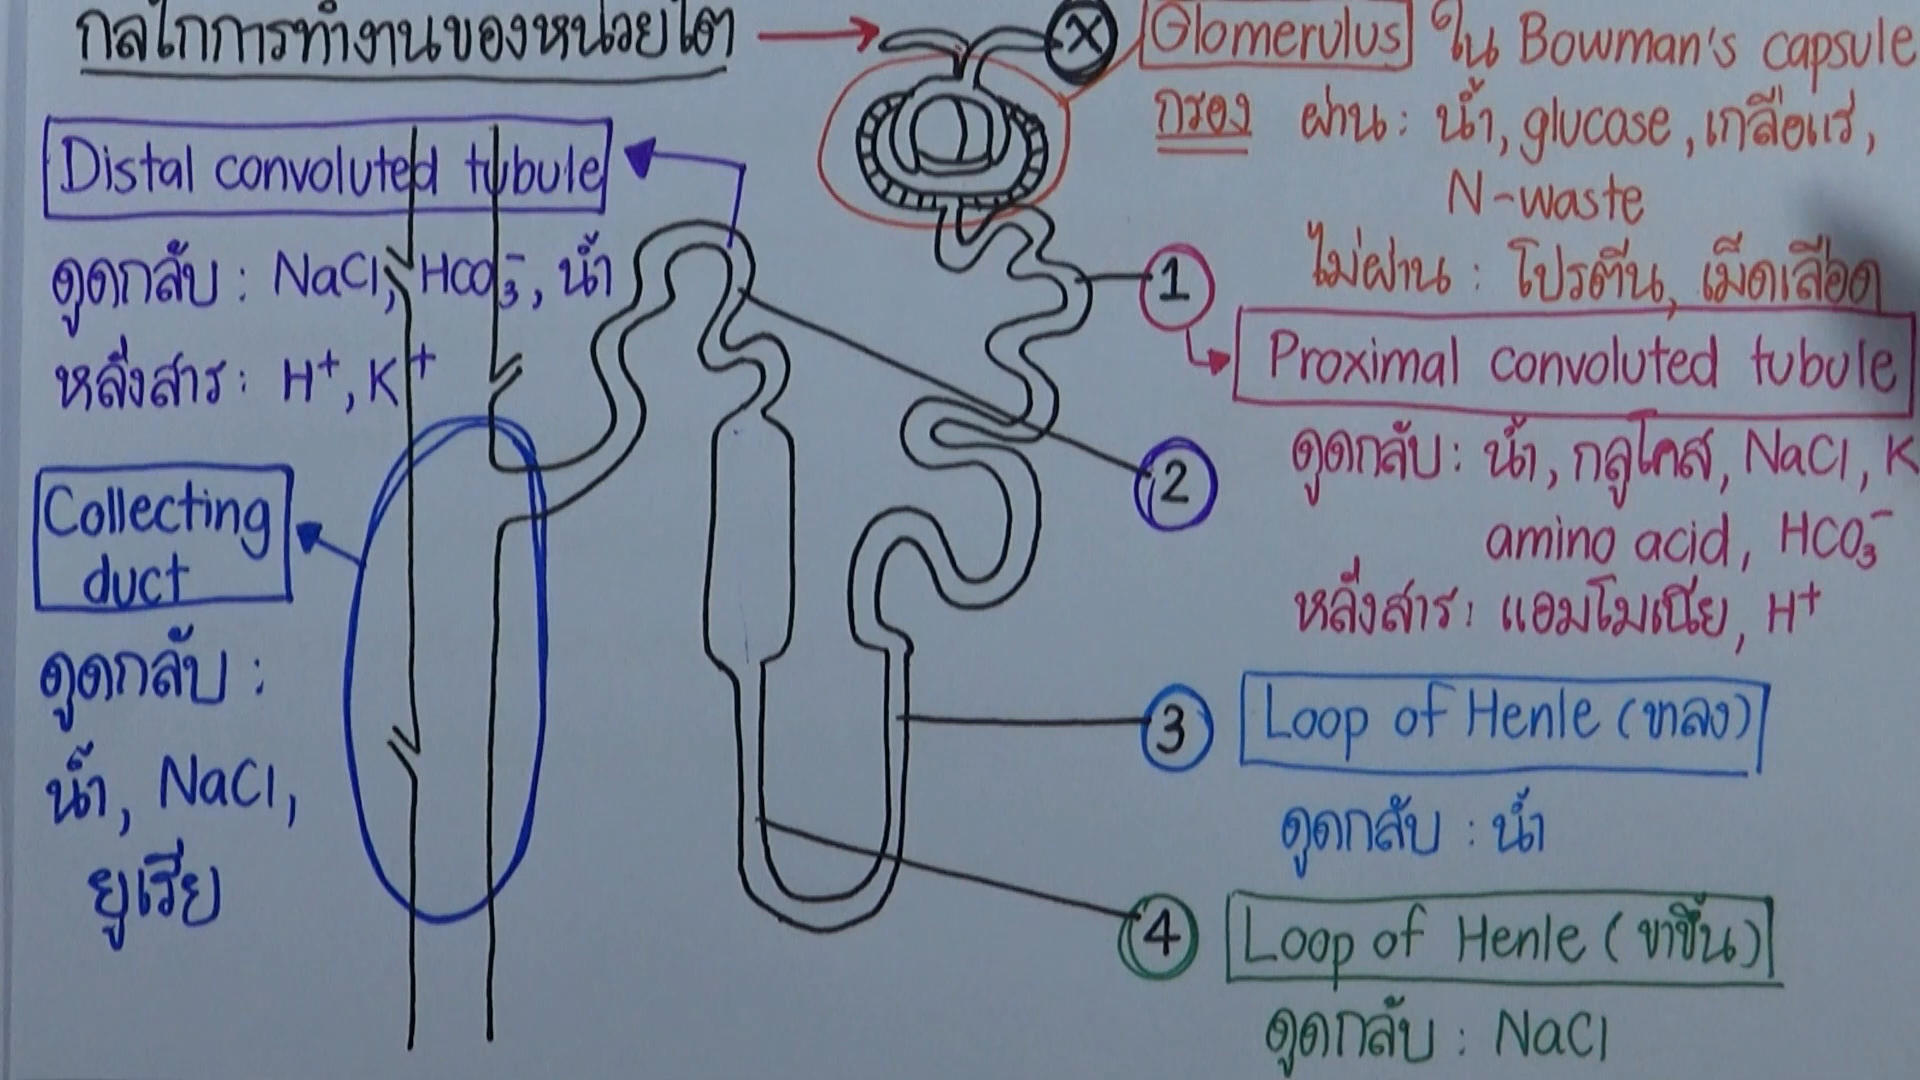 กลไกการทำงานของหน่วยไต
X
Glomerulus ใน Bowman's capsule
กรอง ผ่าน : น้ำ, glucose, เกลือแร่,
N-waste
ไม่ผ่าน : โปรตีน, เม็ดเลือด
Distal convoluted tubule
ดูดกลับ : NaCl, HCO₃⁻, น้ำ
หลั่งสาร : H⁺, K⁺
Collecting
duct
ดูดกลับ :
น้ำ, NaCl,
ยูเรีย
1
Proximal convoluted tubule
ดูดกลับ : น้ำ, กลูโคส, NaCl, K
amino acid, HCO₃⁻
หลั่งสาร : แอมโมเนีย, H⁺
2
3
Loop of Henle (ขาลง)
ดูดกลับ : น้ำ
4
Loop of Henle (ขาขึ้น)
ดูดกลับ : NaCl